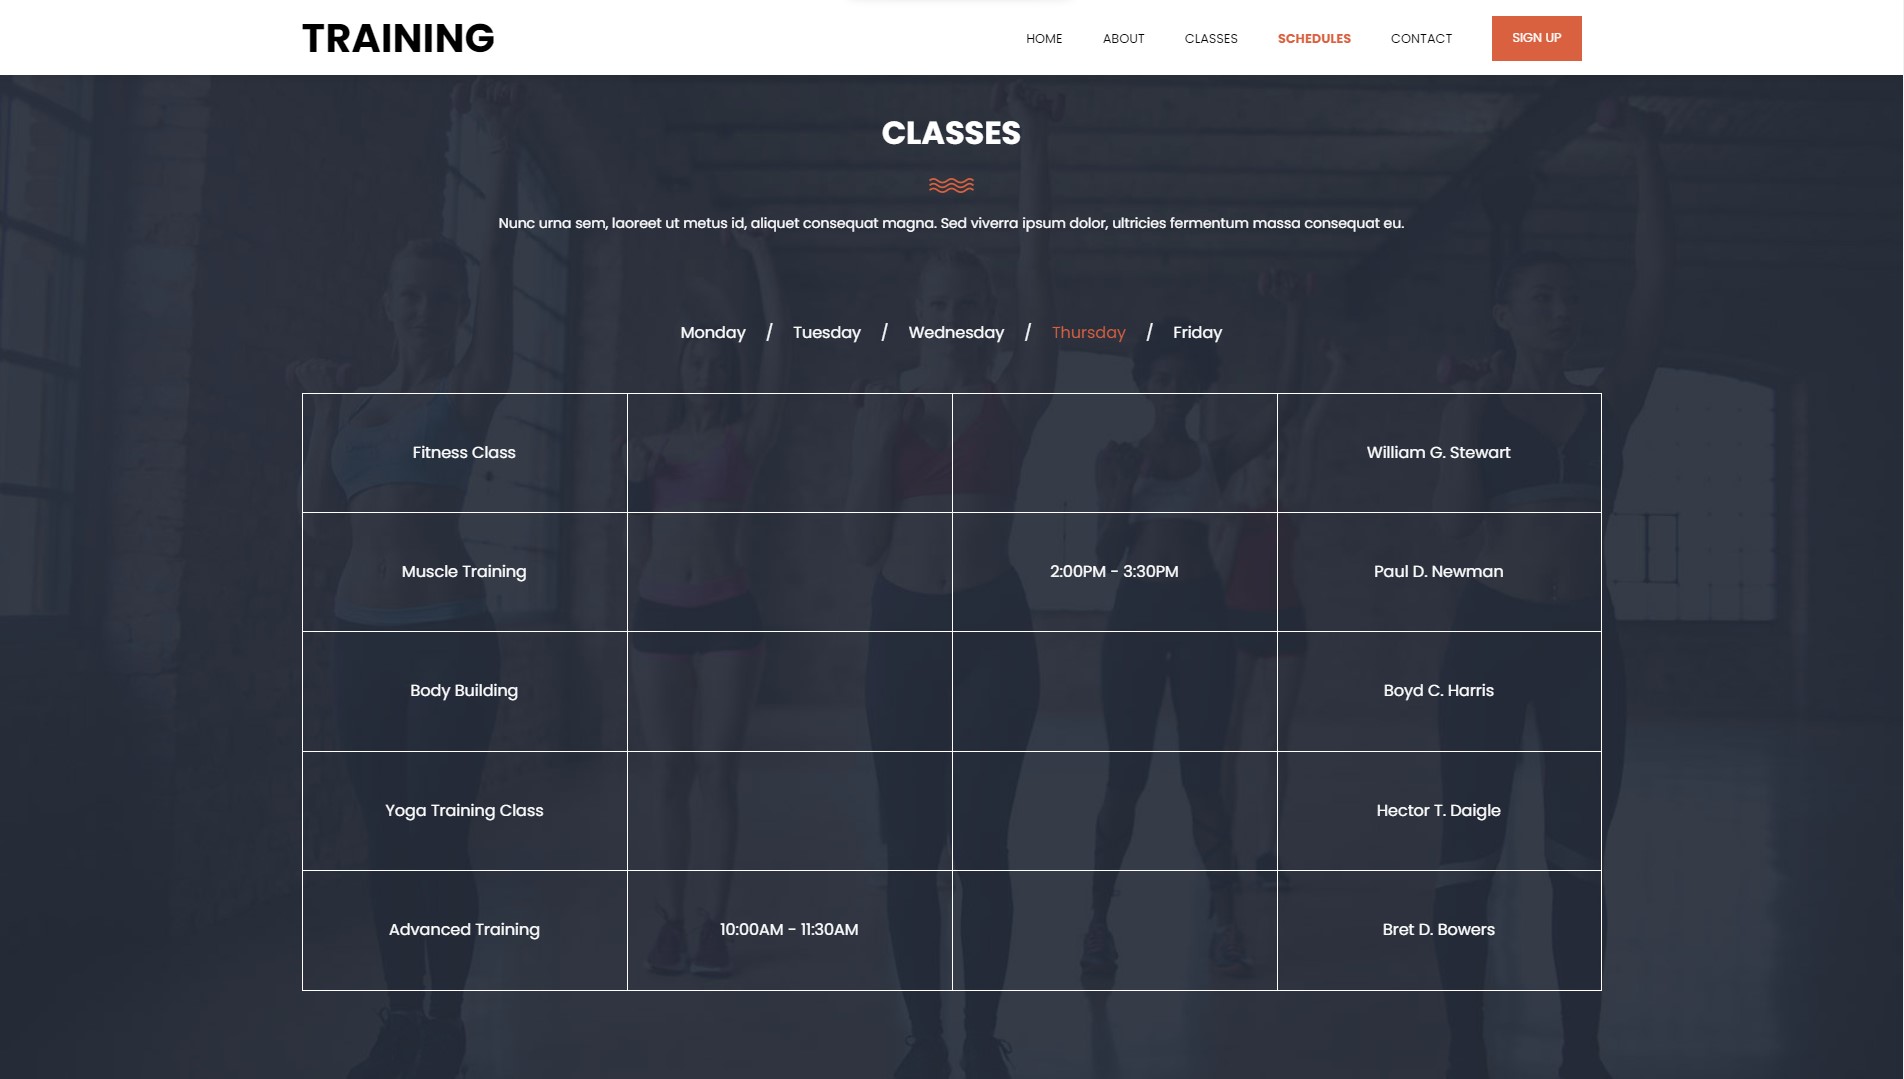 TRAINING
HOME ABOUT CLASSES SCHEDULES CONTACT SIGN UP
CLASSES
Nunc urna sem, laoreet ut metus id, aliquet consequat magna. Sed viverra ipsum dolor, ultricies fermentum massa consequat eu.
Monday / Tuesday / Wednesday / Thursday / Friday
Fitness Class William G. Stewart
Muscle Training 2:00PM - 3:30PM Paul D. Newman
Body Building Boyd C. Harris
Yoga Training Class Hector T. Daigle
Advanced Training 10:00AM - 11:30AM Bret D. Bowers